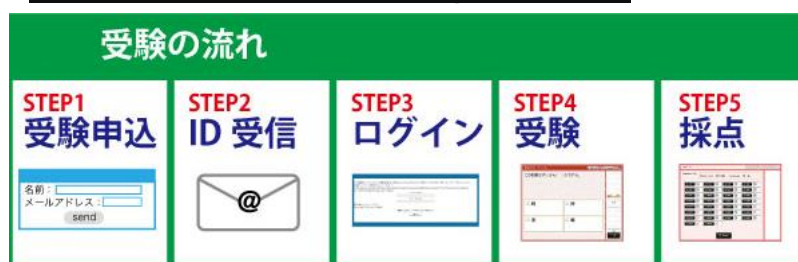 受験の流れ
STEP1
受験申込
名前：
メールアドレス：
send
STEP2
ID 受信
@
STEP3
ログイン
STEP4
受験
STEP5
採点